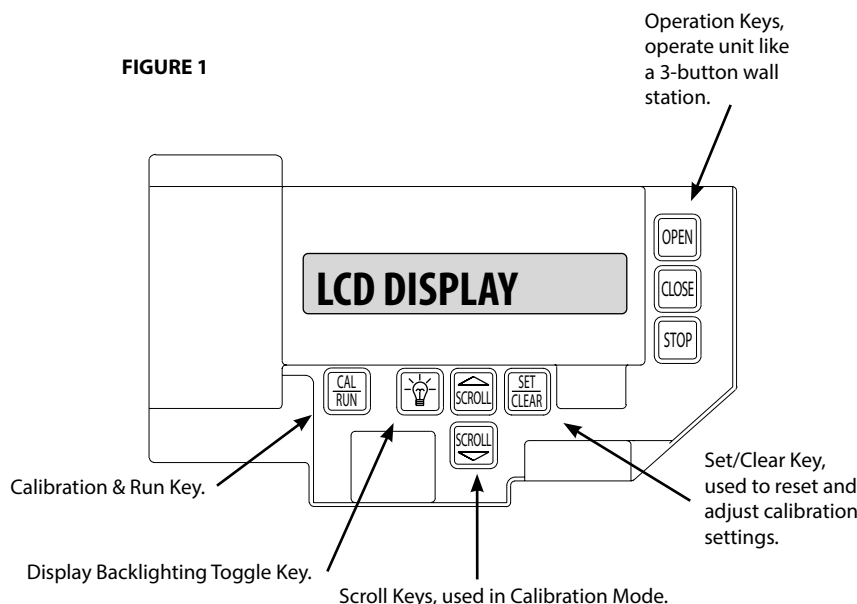 FIGURE 1
Operation Keys,
operate unit like
a 3-button wall
station.
OPEN
LCD DISPLAY
CLOSE
STOP
CAL
RUN
SCROLL
SET
CLEAR
SCROLL
Calibration & Run Key.
Set/Clear Key,
used to reset and
adjust calibration
settings.
Display Backlighting Toggle Key.
Scroll Keys, used in Calibration Mode.